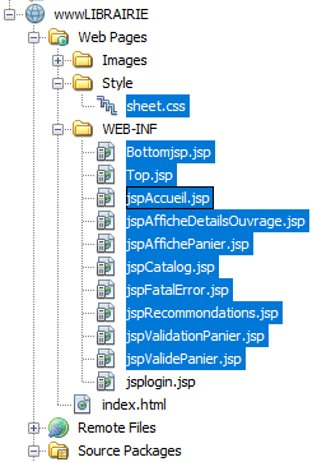 wwwLIBRAIRIE
Web Pages
Images
Style
sheet.css
WEB-INF
Bottomjsp.jsp
Top.jsp
jspAccueil.jsp
jspAfficheDetailsOuvrage.jsp
jspAffichePanier.jsp
jspCatalog.jsp
jspFatalError.jsp
jspRecommondations.jsp
jspValidationPanier.jsp
jspValidePanier.jsp
jsplogin.jsp
index.html
Remote Files
Source Packages